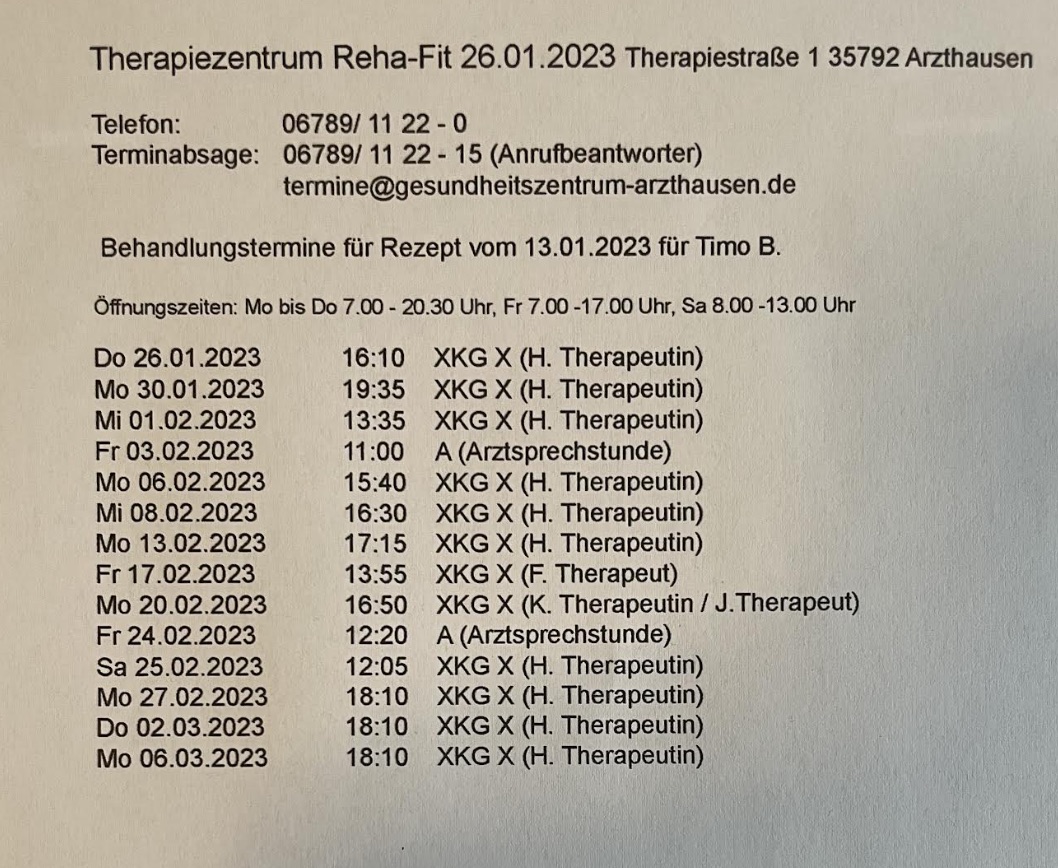 Therapiezentrum Reha-Fit 26.01.2023 Therapiestraße 1 35792 Arzthausen
Telefon: 06789/ 11 22 - 0
Terminabsage: 06789/ 11 22 - 15 (Anrufbeantworter)
termine@gesundheitszentrum-arzthausen.de
Behandlungstermine für Rezept vom 13.01.2023 für Timo B.
Öffnungszeiten: Mo bis Do 7.00 - 20.30 Uhr, Fr 7.00 -17.00 Uhr, Sa 8.00 -13.00 Uhr
Do 26.01.2023 16:10 XKG X (H. Therapeutin)
Mo 30.01.2023 19:35 XKG X (H. Therapeutin)
Mi 01.02.2023 13:35 XKG X (H. Therapeutin)
Fr 03.02.2023 11:00 A (Arztsprechstunde)
Mo 06.02.2023 15:40 XKG X (H. Therapeutin)
Mi 08.02.2023 16:30 XKG X (H. Therapeutin)
Mo 13.02.2023 17:15 XKG X (H. Therapeutin)
Fr 17.02.2023 13:55 XKG X (F. Therapeut)
Mo 20.02.2023 16:50 XKG X (K. Therapeutin / J.Therapeut)
Fr 24.02.2023 12:20 A (Arztsprechstunde)
Sa 25.02.2023 12:05 XKG X (H. Therapeutin)
Mo 27.02.2023 18:10 XKG X (H. Therapeutin)
Do 02.03.2023 18:10 XKG X (H. Therapeutin)
Mo 06.03.2023 18:10 XKG X (H. Therapeutin)